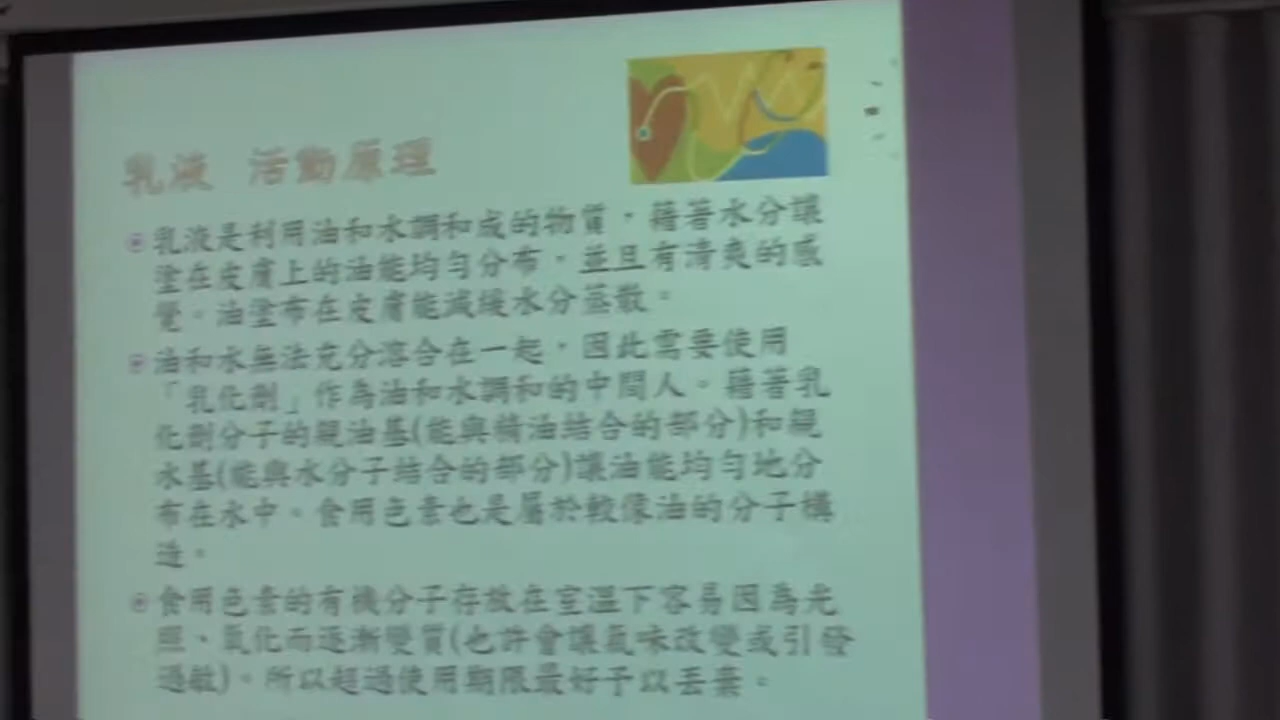 乳液 活動原理
乳液是利用油和水調和成的物質，藉著水分讓
塗在皮膚上的油能均勻分布，並且有清爽的感
覺。油塗布在皮膚能減緩水分蒸散。
油和水無法充分溶合在一起，因此需要使用
「乳化劑」作為油和水調和的中間人。藉著乳
化劑分子的親油基(能與精油結合的部分)和親
水基(能與水分子結合的部分)讓油能均勻地分
布在水中。食用色素也是屬於較像油的分子構
造。
食用色素的有機分子存放在室溫下容易因為光
照、氧化而逐漸變質(也許會讓氣味改變或引發
過敏)。所以超過使用期限最好予以丟棄。